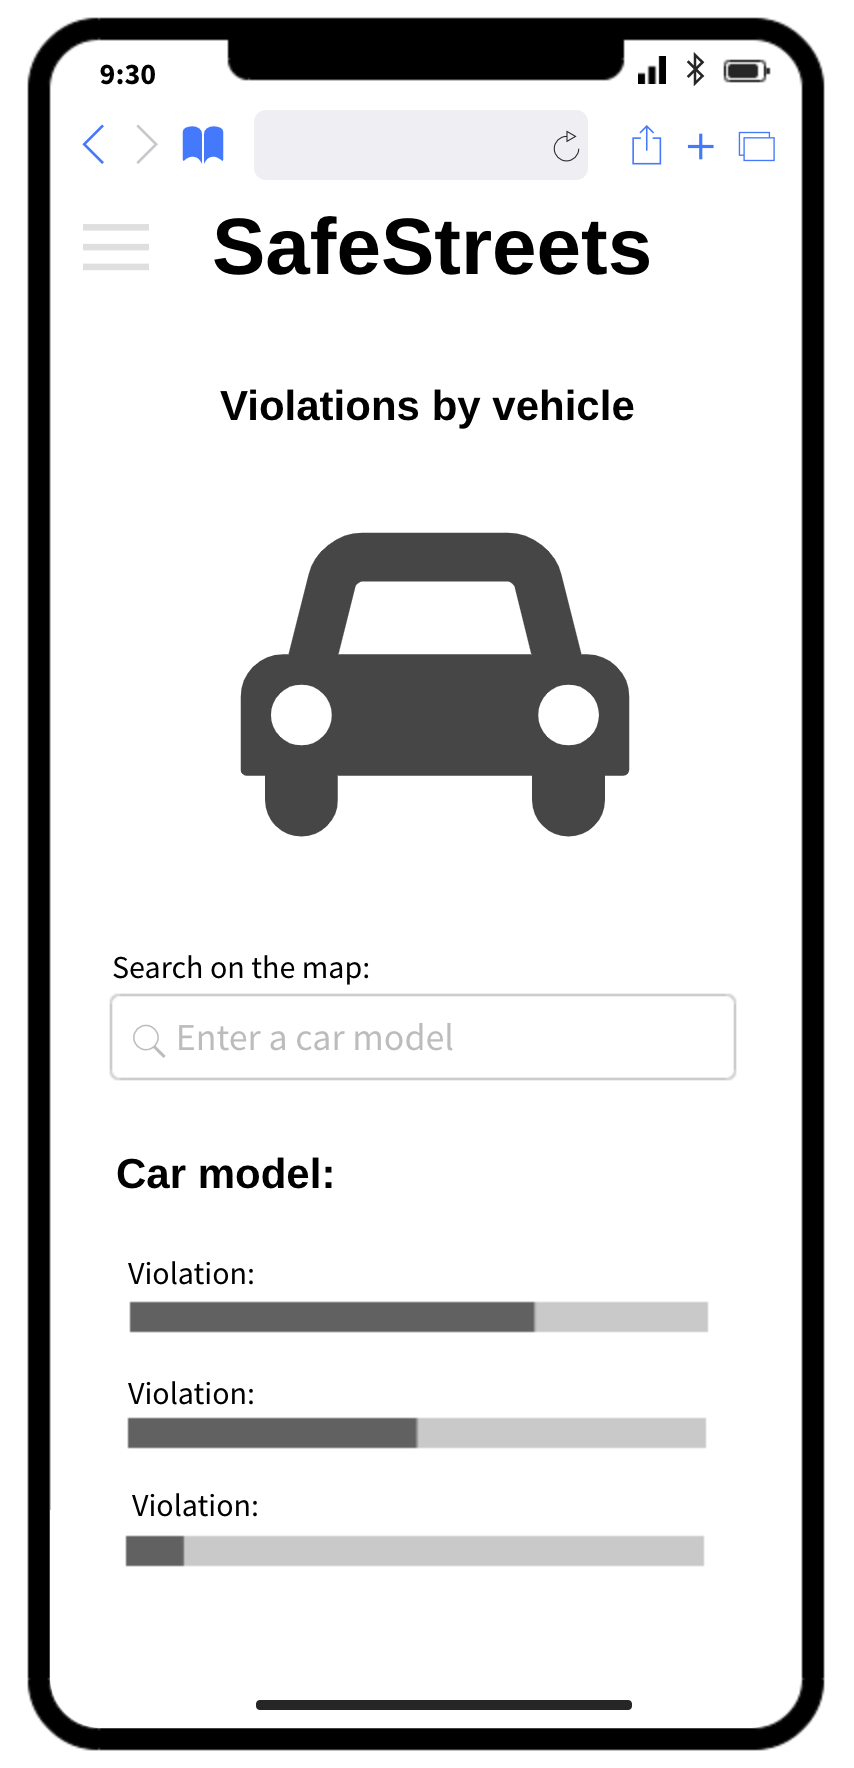 9:30
SafeStreets
Violations by vehicle
Search on the map:
Enter a car model
Car model:
Violation:
Violation:
Violation: